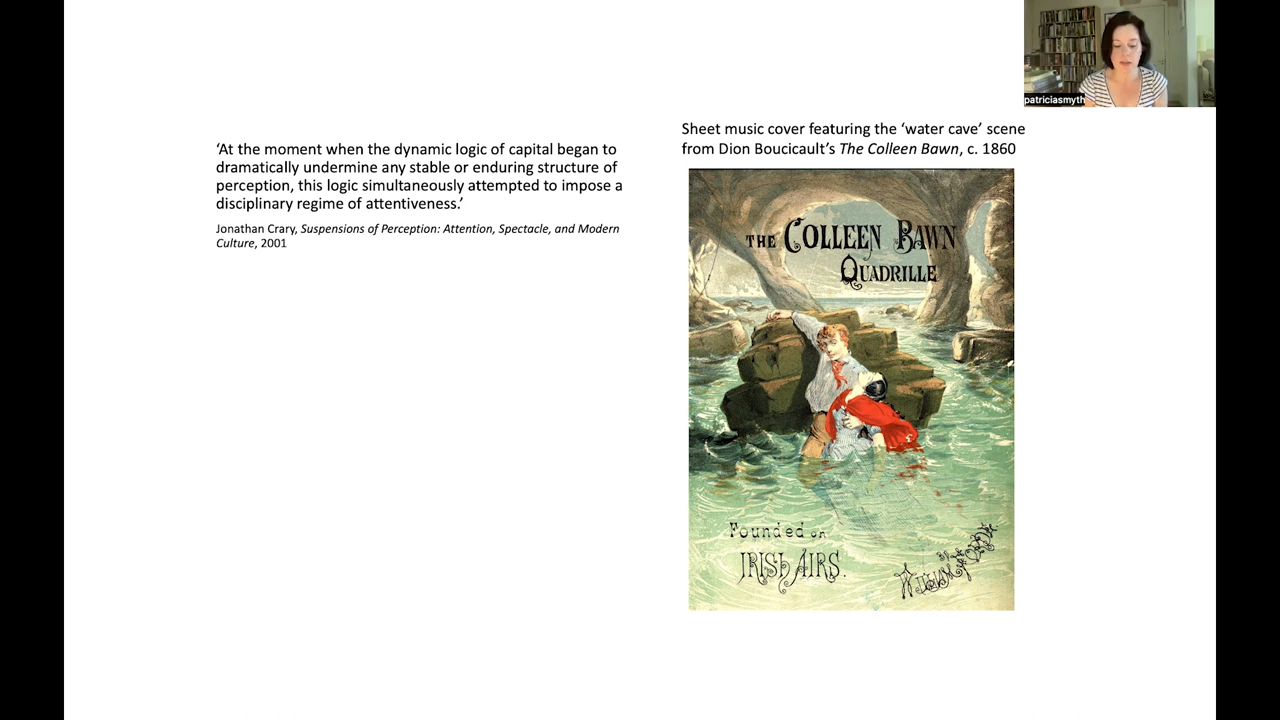 patriciasmyth
‘At the moment when the dynamic logic of capital began to
dramatically undermine any stable or enduring structure of
perception, this logic simultaneously attempted to impose a
disciplinary regime of attentiveness.’
Jonathan Crary, Suspensions of Perception: Attention, Spectacle, and Modern
Culture, 2001
Sheet music cover featuring the ‘water cave’ scene
from Dion Boucicault’s The Colleen Bawn, c. 1860
THE COLLEEN BAWN
QUADRILLE
Founded on
IRISH AIRS.
BY
WILLIAM FORDE